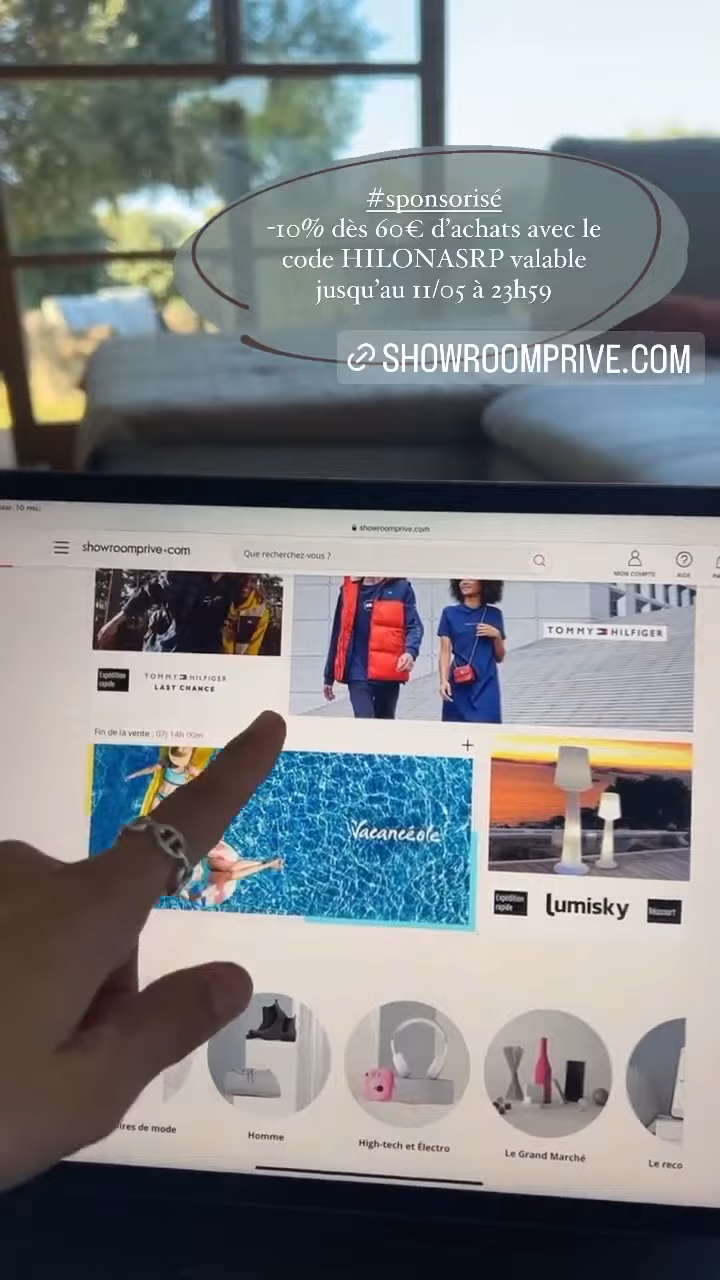 #sponsorisé
-10% dès 60€ d'achats avec le
code HILONASRP valable
jusqu'au 11/05 à 23h59
SHOWROOMPRIVE.COM
showroomprive.com
showroomprive.com
Que recherchez-vous ?
MON COMPTE
AIDE
TOMMY HILFIGER
Expédition
rapide
TOMMY HILFIGER
LAST CHANCE
Fin de la vente : 07j 14h 00m
Vacancéole
Expédition
rapide
Lumisky
Réassort
Homme
High-tech et Électro
Le Grand Marché